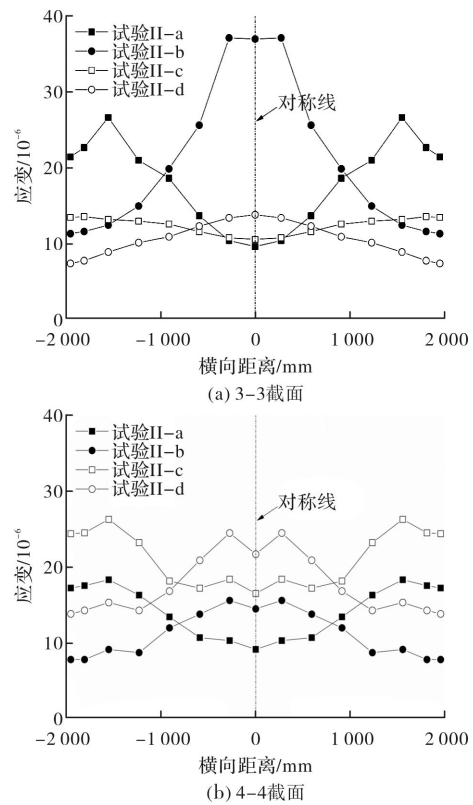 40
试验II-a
试验II-b
试验II-c
试验II-d
30
对称线
20
应变/10⁻⁶
10
0
-2 000
-1 000
0
1 000
2 000
横向距离/mm
(a) 3-3截面
40
试验II-a
试验II-b
试验II-c
试验II-d
30
对称线
20
应变/10⁻⁶
10
0
-2 000
-1 000
0
1 000
2 000
横向距离/mm
(b) 4-4截面